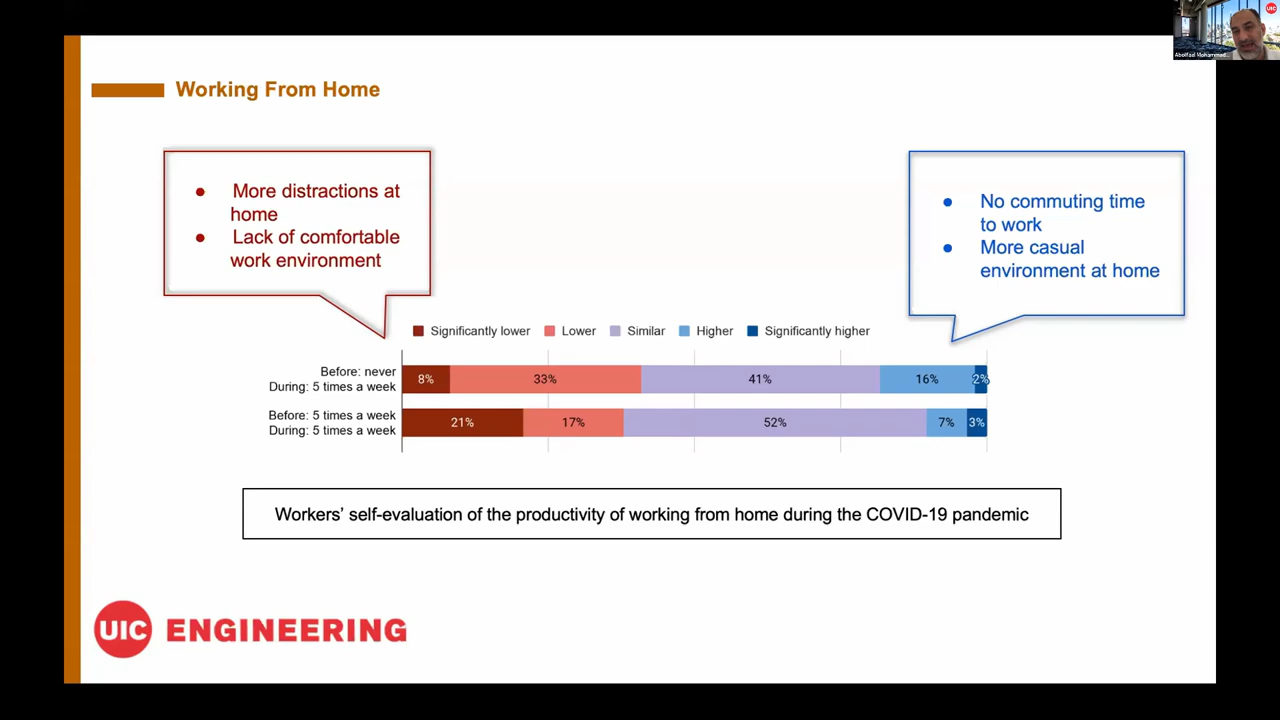 UIC
Working From Home
More distractions at
home
Lack of comfortable
work environment
No commuting time
to work
More casual
environment at home
Significantly lower
Lower
Similar
Higher
Significantly higher
Before: never
During: 5 times a week
8%
33%
41%
16%
2%
Before: 5 times a week
During: 5 times a week
21%
17%
52%
7%
3%
Workers’ self-evaluation of the productivity of working from home during the COVID-19 pandemic
UIC ENGINEERING